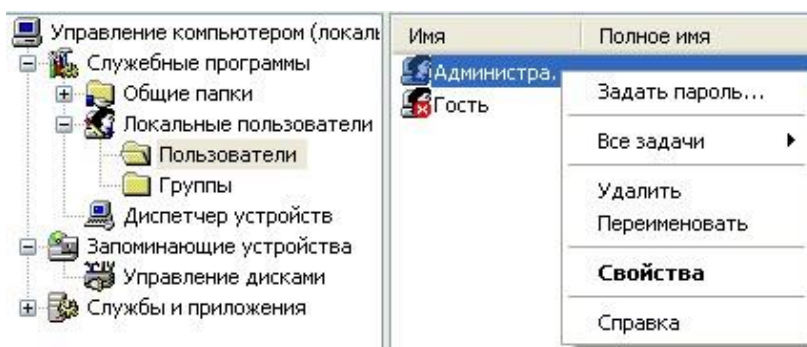 Управление компьютером (локаль
Служебные программы
Общие папки
Локальные пользователи
Пользователи
Группы
Диспетчер устройств
Запоминающие устройства
Управление дисками
Службы и приложения
Имя Полное имя
Администра.
Гость
Задать пароль...
Все задачи
Удалить
Переименовать
Свойства
Справка